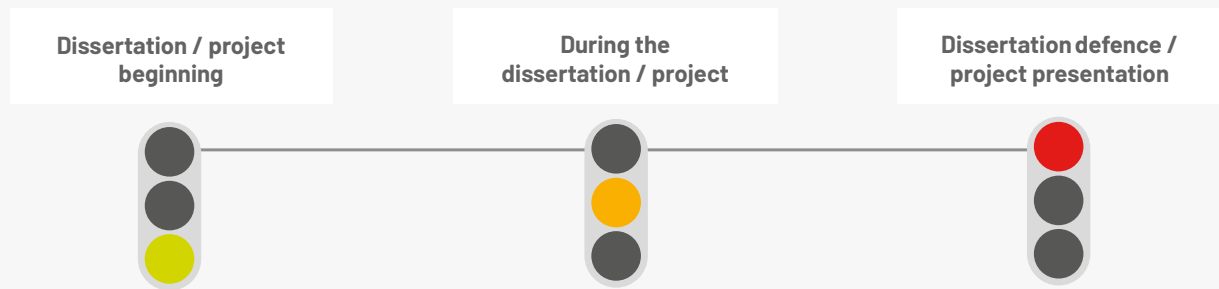 Dissertation / project
beginning
During the
dissertation / project
Dissertation defence /
project presentation